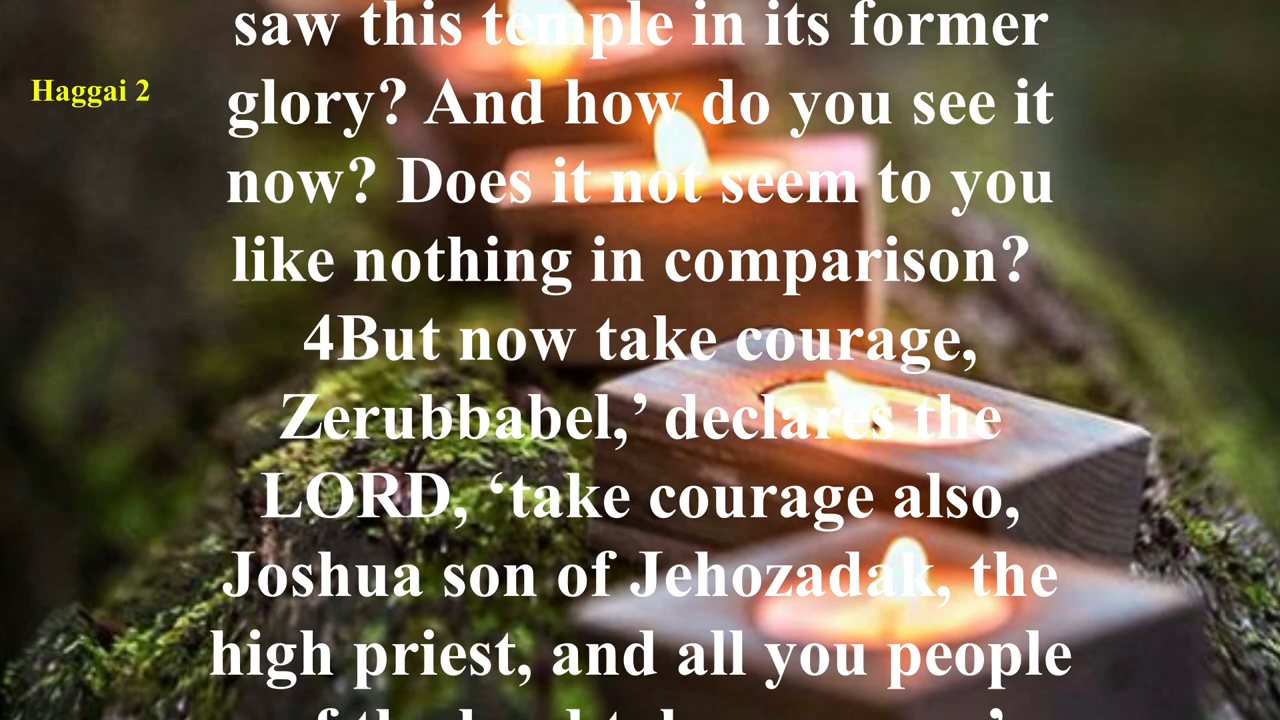 saw this temple in its former
Haggai 2
glory? And how do you see it
now? Does it not seem to you
like nothing in comparison?
4But now take courage,
Zerubbabel,’ declares the
LORD, ‘take courage also,
Joshua son of Jehozadak, the
high priest, and all you people